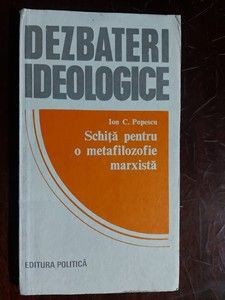 DEZBATERI
IDEOLOGICE
Ion C. Popescu
Schiță pentru
o metafilozofie
marxistă
EDITURA POLITICĂ